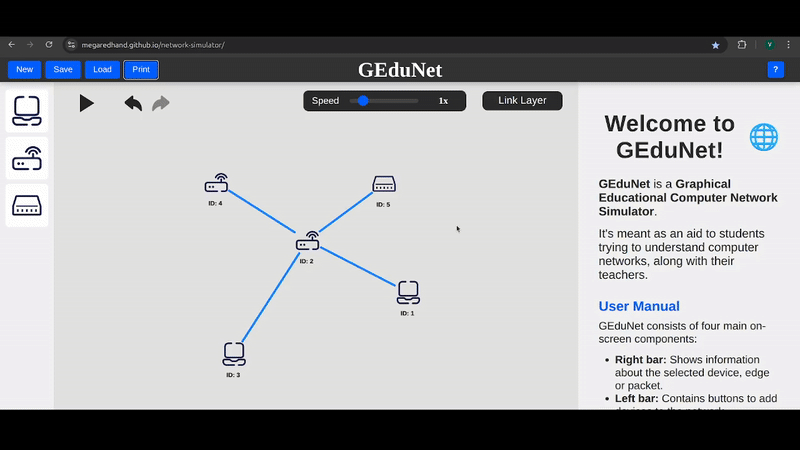 megaredhand.github.io/network-simulator/
V
New
Save
Load
Print
GEduNet
?
Speed
1x
Link Layer
ID: 4
ID: 5
ID: 2
ID: 1
ID: 3
Welcome to
GEduNet!
GEduNet is a Graphical
Educational Computer Network
Simulator.
It's meant as an aid to students
trying to understand computer
networks, along with their
teachers.
User Manual
GEduNet consists of four main on-
screen components:
Right bar: Shows information
about the selected device, edge
or packet.
Left bar: Contains buttons to add
devices to the network